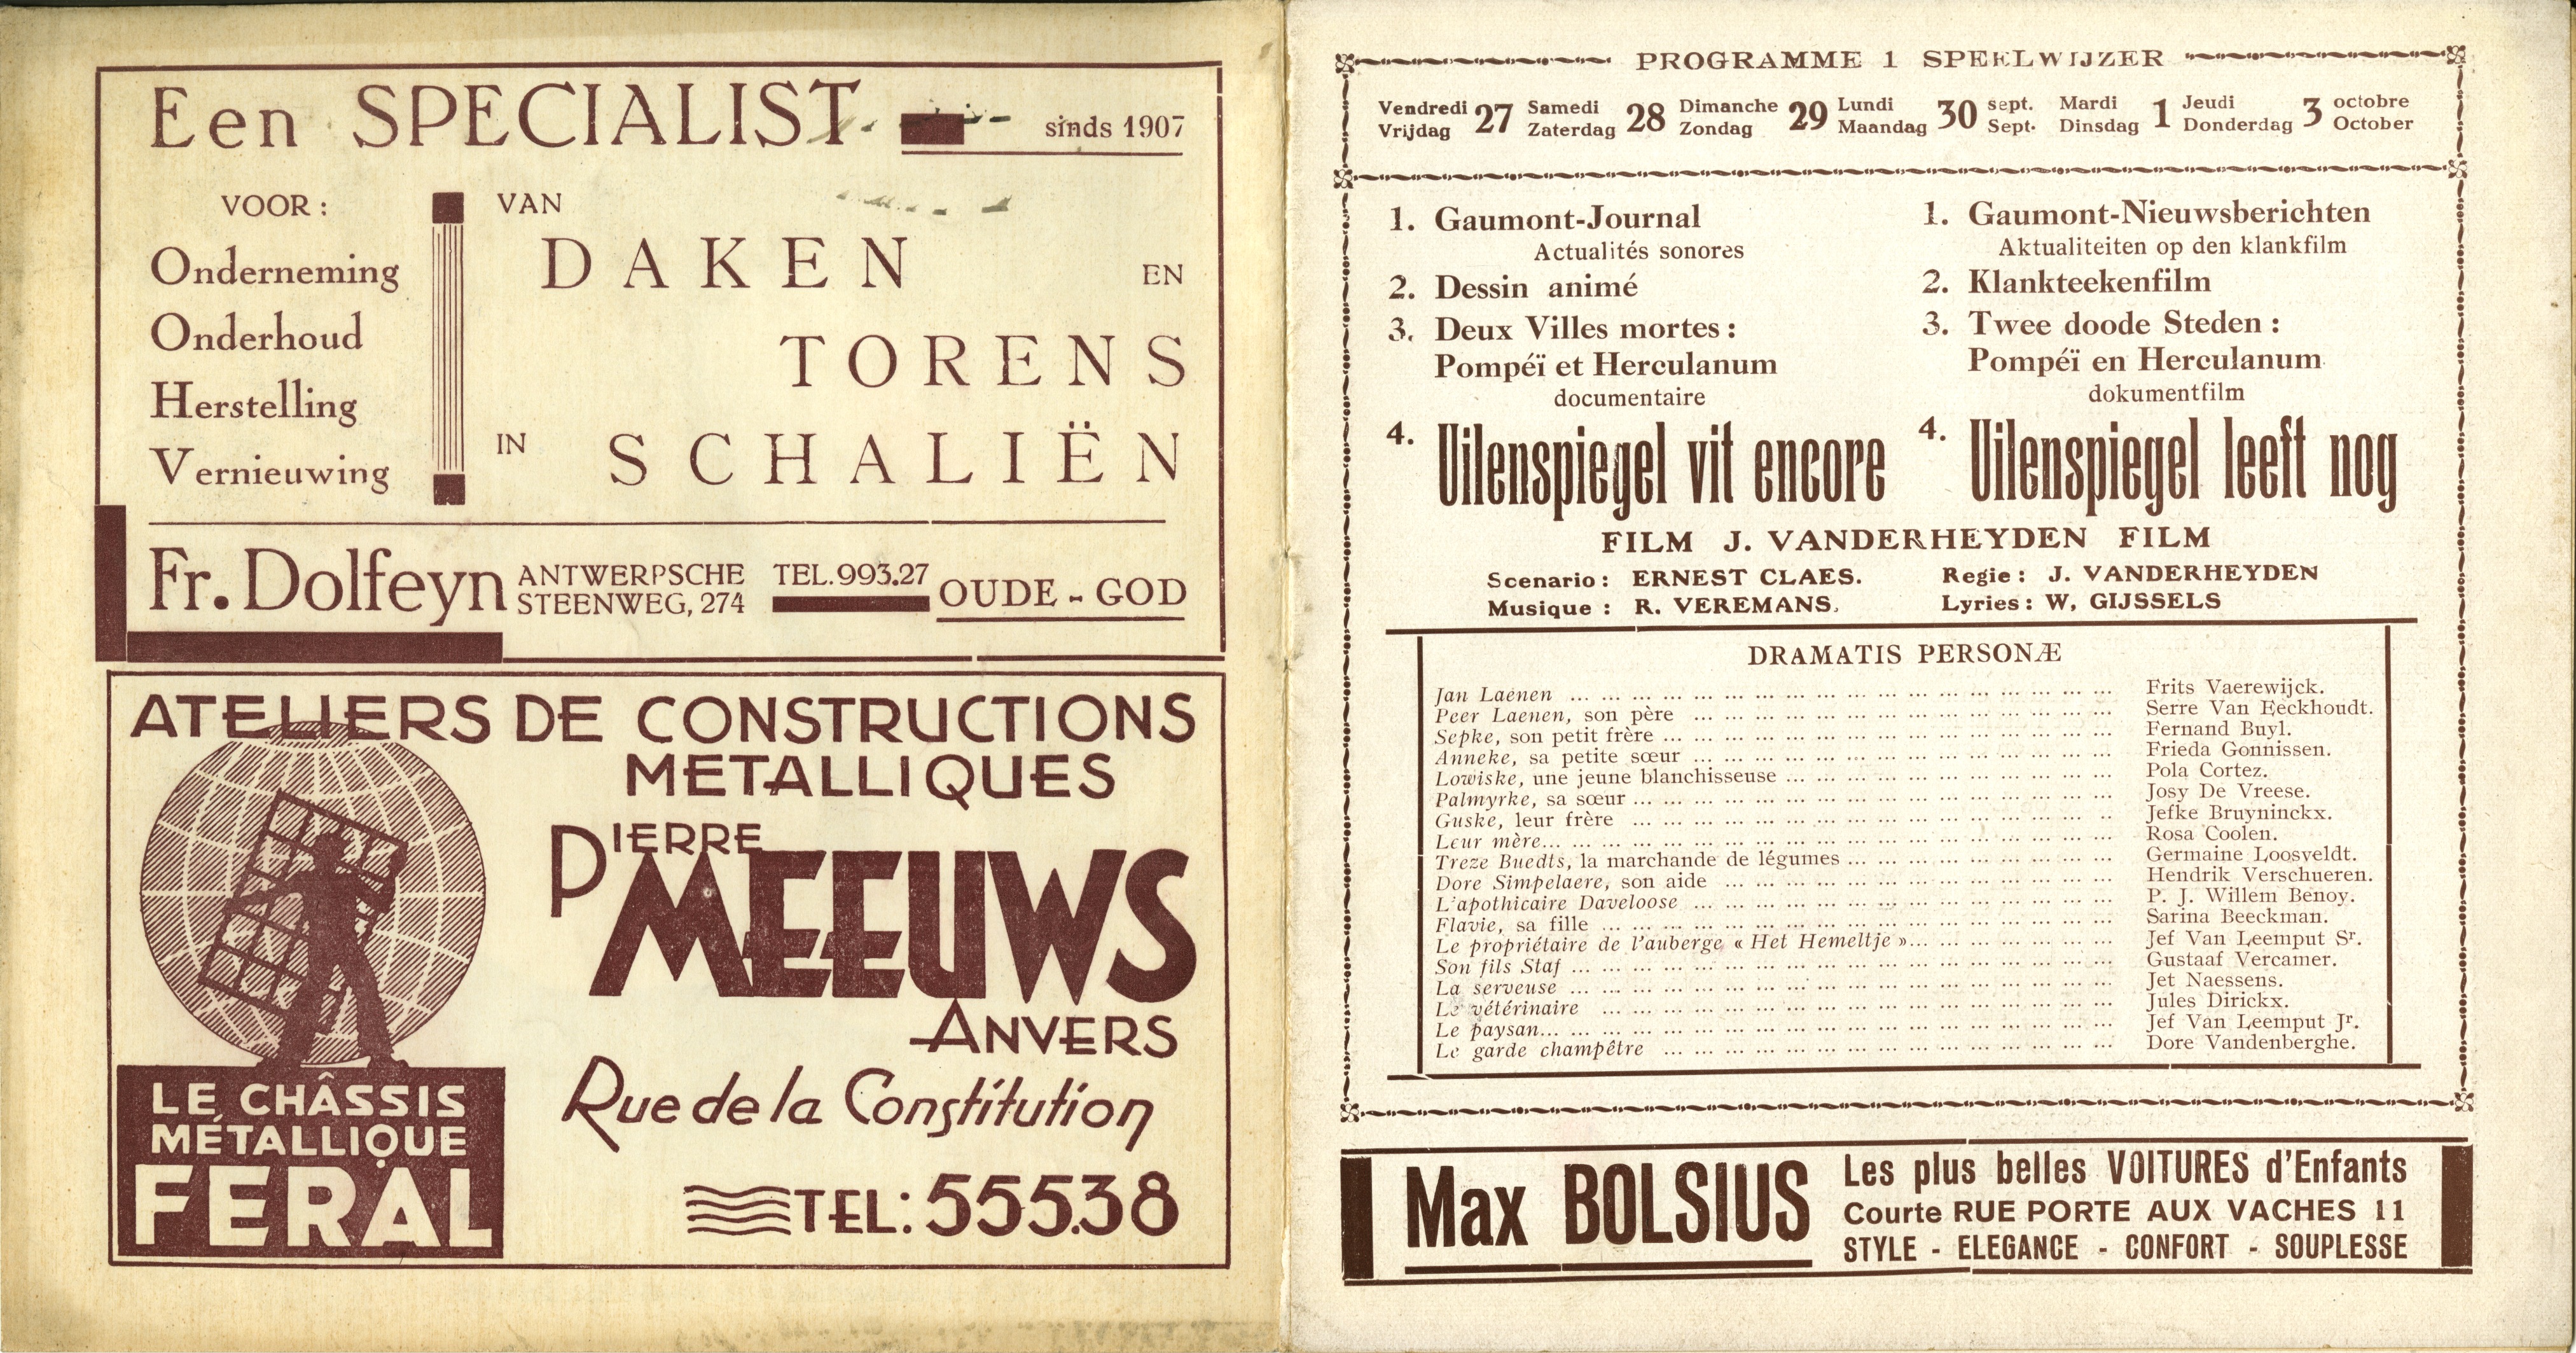 Een SPECIALIST sinds 1907
VOOR :
Onderneming
Onderhoud
Herstelling
Vernieuwing
VAN
DAKEN EN
TORENS
IN SCHALIËN
Fr. Dolfeyn ANTWERPSCHE STEENWEG, 274 TEL. 993.27 OUDE - GOD
ATELIERS DE CONSTRUCTIONS
METALLIQUES
PIERRE
MEEUWS
ANVERS
Rue de la Constitution
TEL: 555.38
LE CHÂSSIS
MÉTALLIQUE
FERAL
PROGRAMME 1 SPEELWIJZER
Vendredi 27 Samedi 28 Dimanche 29 Lundi 30 sept. Mardi 1 Jeudi 3 octobre
Vrijdag Zaterdag Zondag Maandag Sept. Dinsdag Donderdag October
1. Gaumont-Journal
Actualités sonores
2. Dessin animé
3. Deux Villes mortes :
Pompéï et Herculanum
documentaire
4. Uilenspiegel vit encore
1. Gaumont-Nieuwsberichten
Aktualiteiten op den klankfilm
2. Klankteekenfilm
3. Twee doode Steden :
Pompéï en Herculanum
dokumentfilm
4. Uilenspiegel leeft nog
FILM J. VANDERHEYDEN FILM
Scenario : ERNEST CLAES. Regie : J. VANDERHEYDEN
Musique : R. VEREMANS. Lyries : W, GIJSSELS
DRAMATIS PERSONÆ
Jan Laenen ... Frits Vaerewijck.
Peer Laenen, son père ... Serre Van Eeckhoudt.
Sepke, son petit frère ... Fernand Buyl.
Anneke, sa petite sœur ... Frieda Gonnissen.
Lowiske, une jeune blanchisseuse ... Pola Cortez.
Palmyrke, sa sœur ... Josy De Vreese.
Guske, leur frère ... Jefke Bruyninckx.
Leur mère... Rosa Coolen.
Treze Buedts, la marchande de légumes ... Germaine Loosveldt.
Dore Simpelaere, son aide ... Hendrik Verschueren.
L'apothicaire Daveloose ... P. J. Willem Benoy.
Flavie, sa fille ... Sarina Beeckman.
Le propriétaire de l'auberge « Het Hemeltje »... Jef Van Leemput Sr.
Son fils Staf ... Gustaaf Vercamer.
La serveuse ... Jet Naessens.
Le vétérinaire ... Jules Dirickx.
Le paysan... Jef Van Leemput Jr.
Le garde champêtre ... Dore Vandenberghe.
Max BOLSIUS
Les plus belles VOITURES d'Enfants
Courte RUE PORTE AUX VACHES 11
STYLE - ELEGANCE - CONFORT - SOUPLESSE